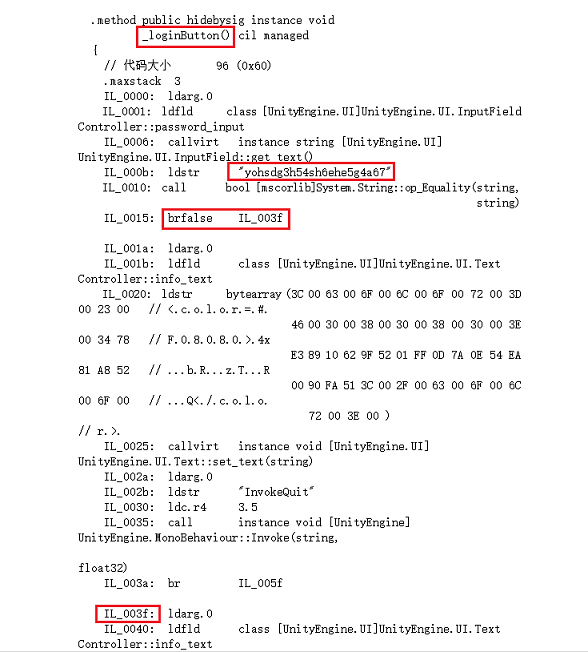 .method public hidebysig instance void
_loginButton() cil managed
{
// 代码大小 96 (0x60)
.maxstack 3
IL_0000: ldarg.0
IL_0001: ldfld class [UnityEngine.UI]UnityEngine.UI.InputField
Controller::password_input
IL_0006: callvirt instance string [UnityEngine.UI]
UnityEngine.UI.InputField::get_text()
IL_000b: ldstr "yohsdg3h54sh6ehe5g4a67"
IL_0010: call bool [mscorlib]System.String::op_Equality(string,
string)
IL_0015: brfalse IL_003f
IL_001a: ldarg.0
IL_001b: ldfld class [UnityEngine.UI]UnityEngine.UI.Text
Controller::info_text
IL_0020: ldstr bytearray (3C 00 63 00 6F 00 6C 00 6F 00 72 00 3D
00 23 00 // <.c.o.l.o.r.=.#.
46 00 30 00 38 00 30 00 38 00 30 00 3E
00 34 78 // F.0.8.0.8.0.>.4x
E3 89 10 62 9F 52 01 FF 0D 7A 0E 54 EA
81 A8 52 // ...b.R...z.T...R
00 90 FA 51 3C 00 2F 00 63 00 6F 00 6C
00 6F 00 // ...Q<./.c.o.l.o.
72 00 3E 00 )
// r.>.
IL_0025: callvirt instance void [UnityEngine.UI]
UnityEngine.UI.Text::set_text(string)
IL_002a: ldarg.0
IL_002b: ldstr "InvokeQuit"
IL_0030: ldc.r4 3.5
IL_0035: call instance void [UnityEngine]
UnityEngine.MonoBehaviour::Invoke(string,
float32)
IL_003a: br IL_005f
IL_003f: ldarg.0
IL_0040: ldfld class [UnityEngine.UI]UnityEngine.UI.Text
Controller::info_text